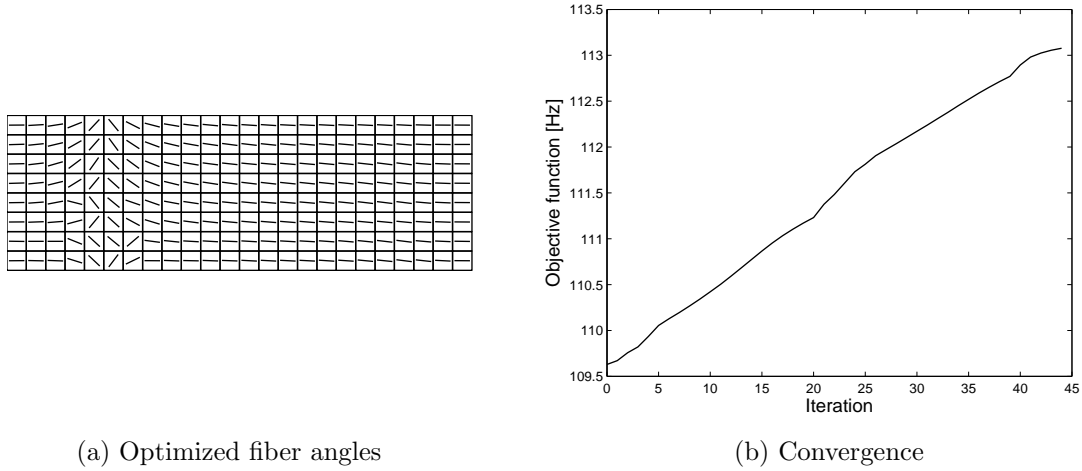 113.5
113
112.5
112
111.5
111
110.5
110
109.5
Objective function [Hz]
0 5 10 15 20 25 30 35 40 45
Iteration
(a) Optimized fiber angles
(b) Convergence